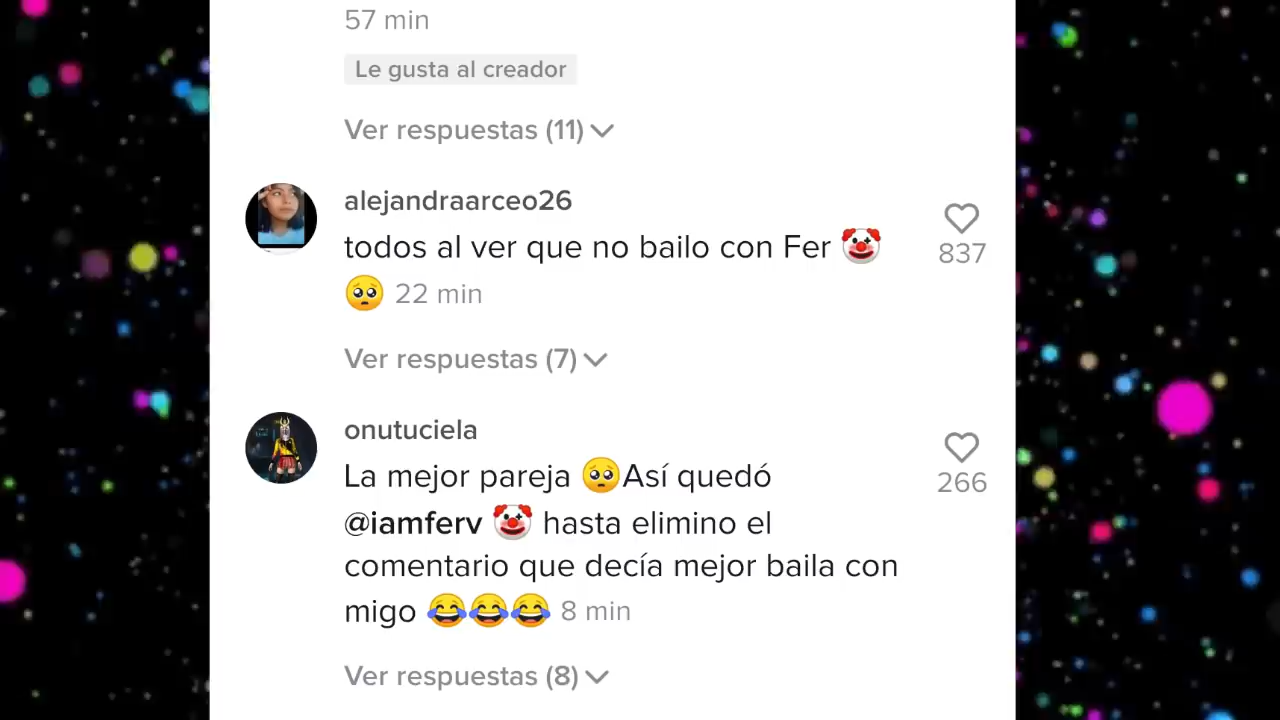 57 min
Le gusta al creador
Ver respuestas (11)
alejandraarceo26
todos al ver que no bailo con Fer 🤡
🥺 22 min
837
Ver respuestas (7)
onutuciela
La mejor pareja 🥺Así quedó
@iamferv 🤡 hasta elimino el
comentario que decía mejor baila con
migo 😂😂😂 8 min
266
Ver respuestas (8)